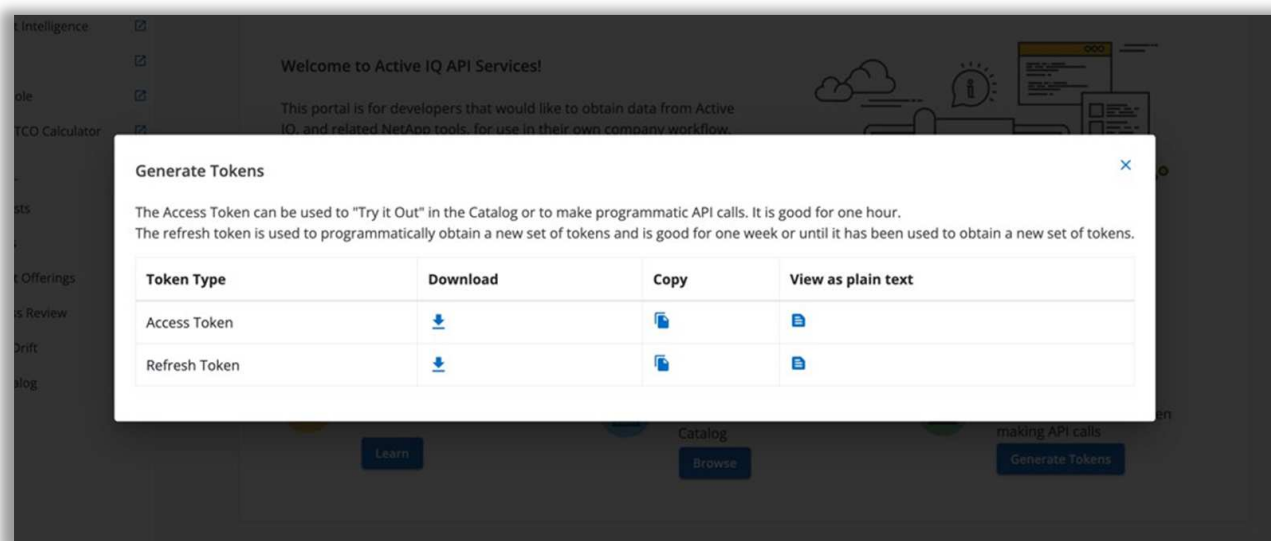 t Intelligence
ole
TCO Calculator
sts
s
t Offerings
ss Review
Drift
alog
Welcome to Active IQ API Services!
This portal is for developers that would like to obtain data from Active
IQ, and related NetApp tools, for use in their own company workflow.
Generate Tokens
The Access Token can be used to "Try it Out" in the Catalog or to make programmatic API calls. It is good for one hour.
The refresh token is used to programmatically obtain a new set of tokens and is good for one week or until it has been used to obtain a new set of tokens.
Token Type Download Copy View as plain text
Access Token
Refresh Token
en
Catalog making API calls
Learn Browse Generate Tokens